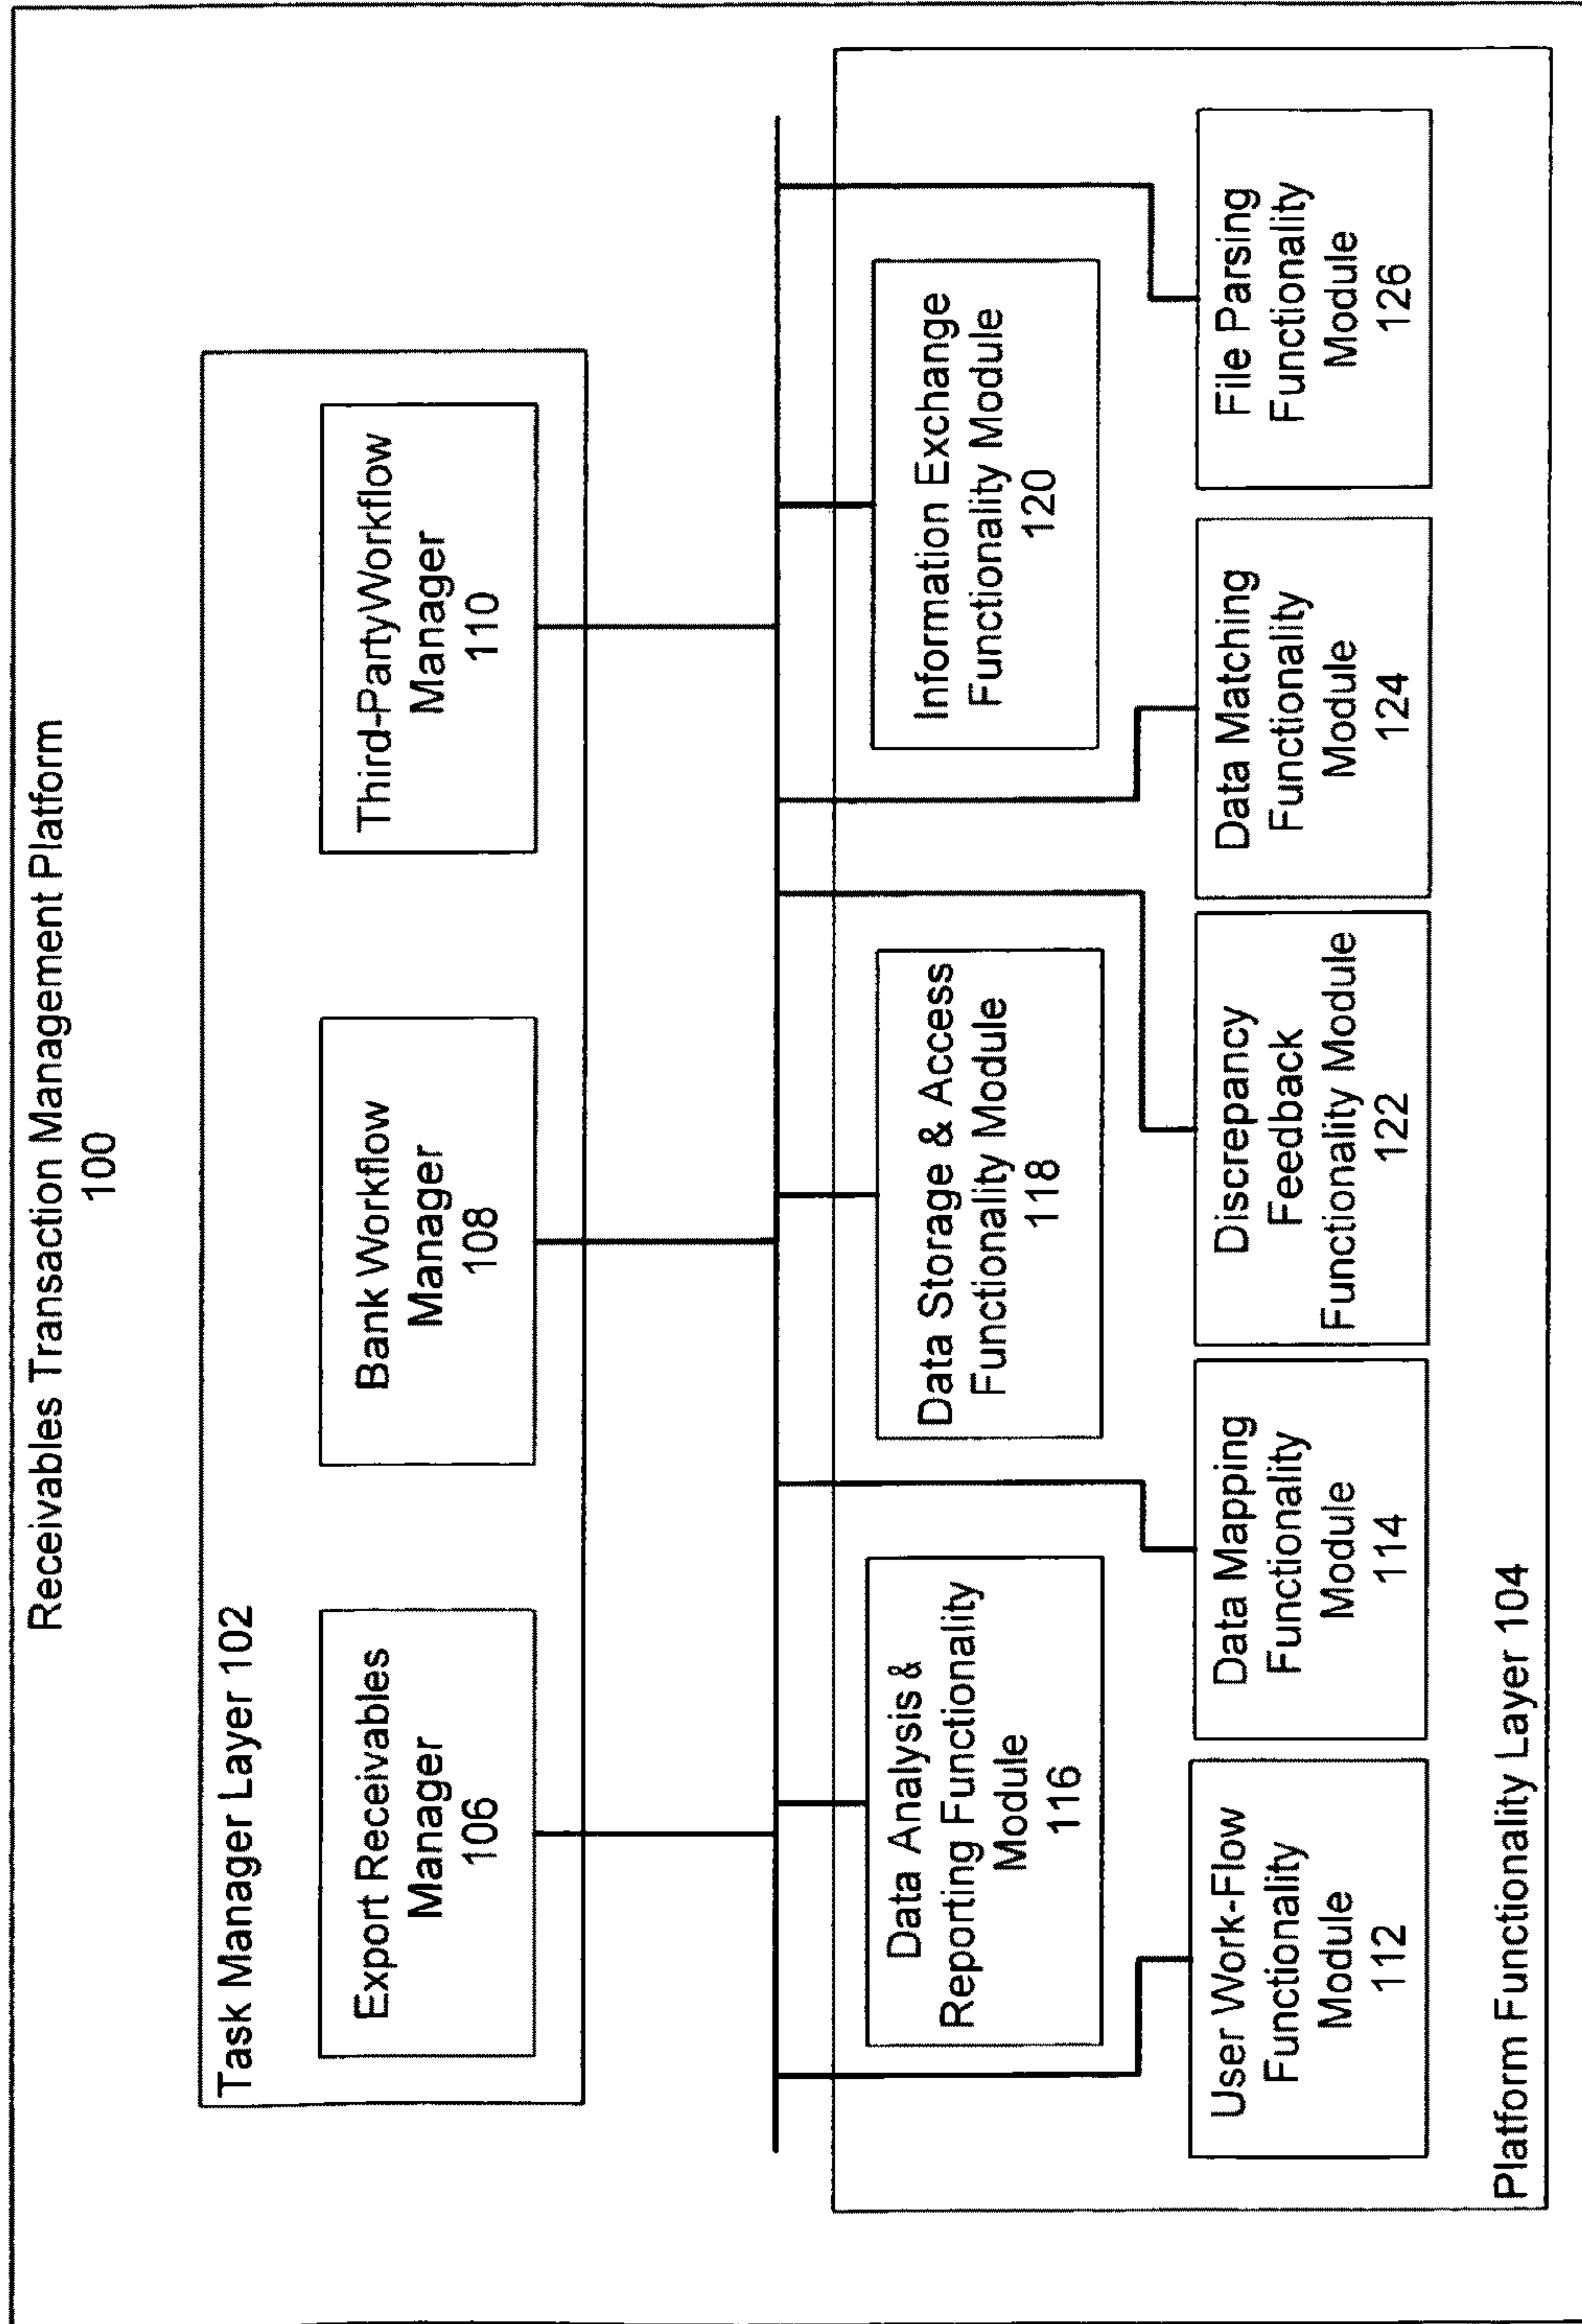 Receivables Transaction Management Platform
100
Task Manager Layer 102
Export Receivables
Manager
106
Bank Workflow
Manager
108
Third-PartyWorkflow
Manager
110
Data Analysis &
Reporting Functionality
Module
116
Data Storage & Access
Functionality Module
118
Information Exchange
Functionality Module
120
User Work-Flow
Functionality
Module
112
Data Mapping
Functionality
Module
114
Discrepancy
Feedback
Functionality Module
122
Data Matching
Functionality
Module
124
File Parsing
Functionality
Module
126
Platform Functionality Layer 104